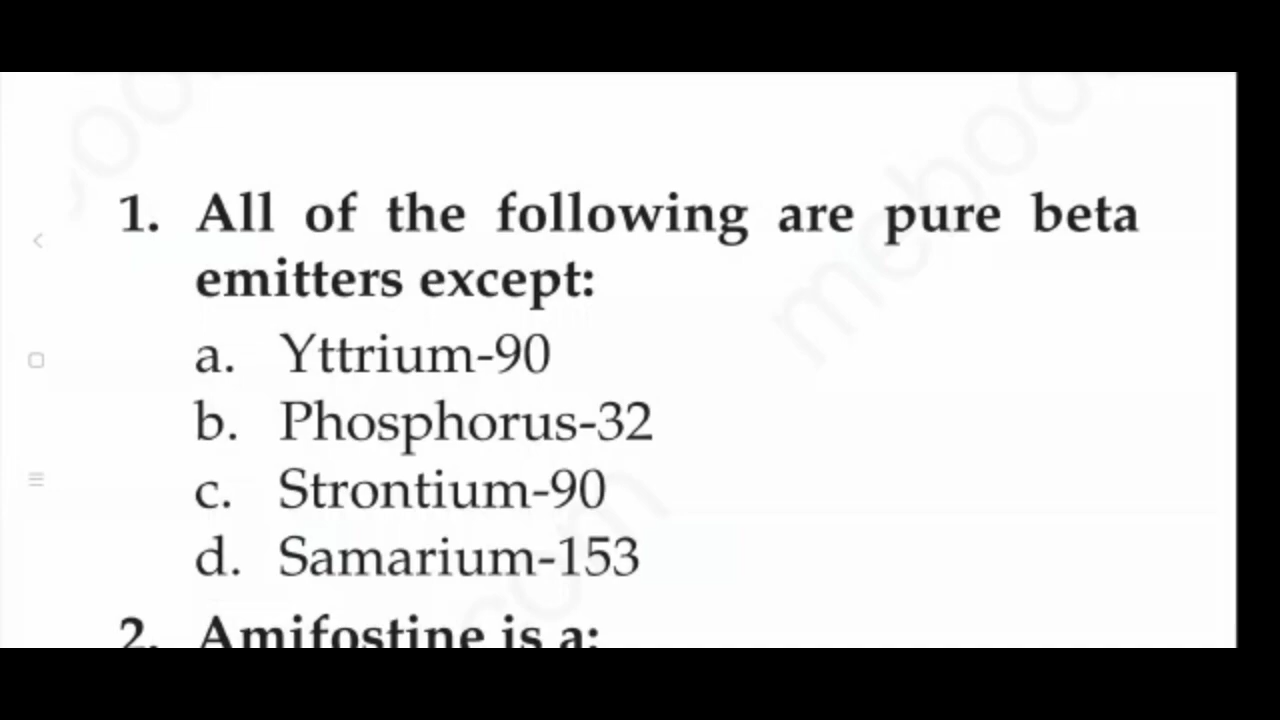 1. All of the following are pure beta
emitters except:
a. Yttrium-90
b. Phosphorus-32
c. Strontium-90
d. Samarium-153
2. Amifostine is a: